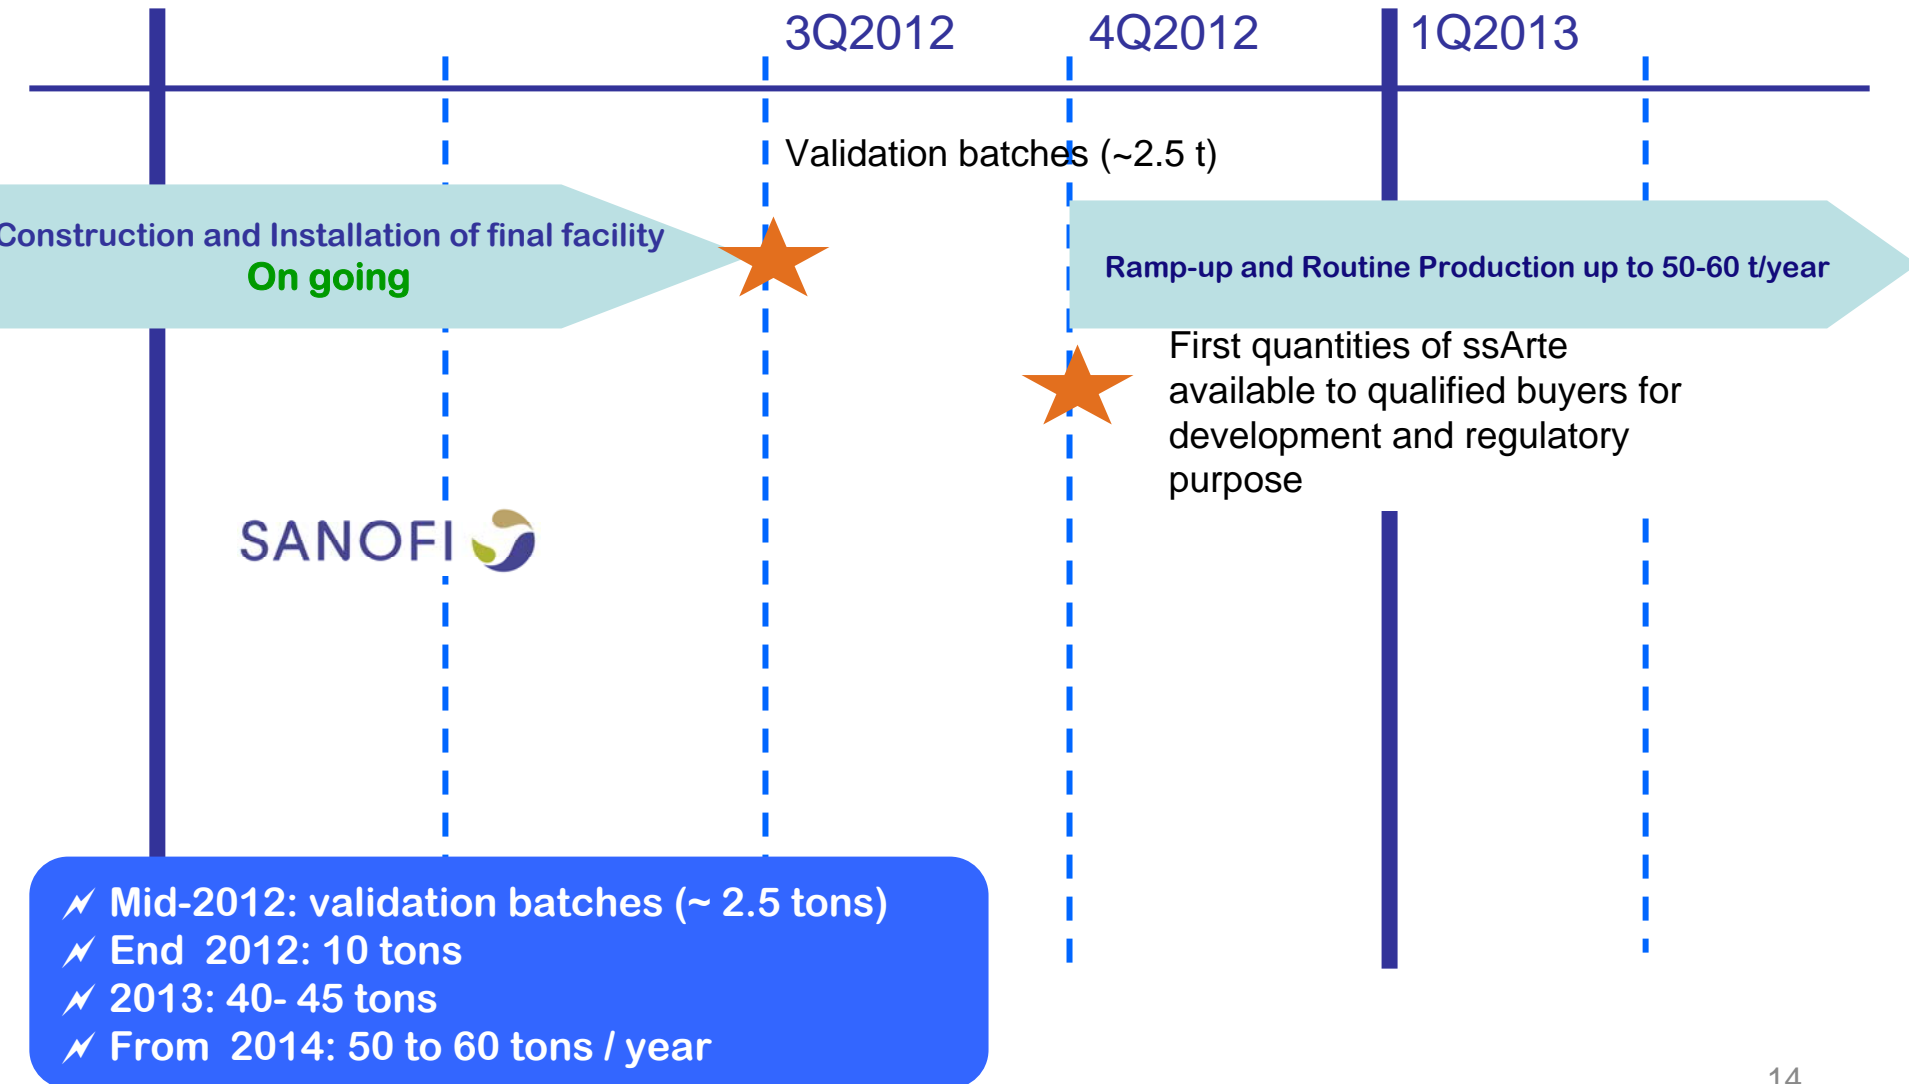 3Q2012 4Q2012 1Q2013
Validation batches (~2.5 t)
Construction and Installation of final facility
On going
Ramp-up and Routine Production up to 50-60 t/year
First quantities of ssArte
available to qualified buyers for
development and regulatory
purpose
SANOFI
Mid-2012: validation batches (~ 2.5 tons)
End 2012: 10 tons
2013: 40- 45 tons
From 2014: 50 to 60 tons / year
14